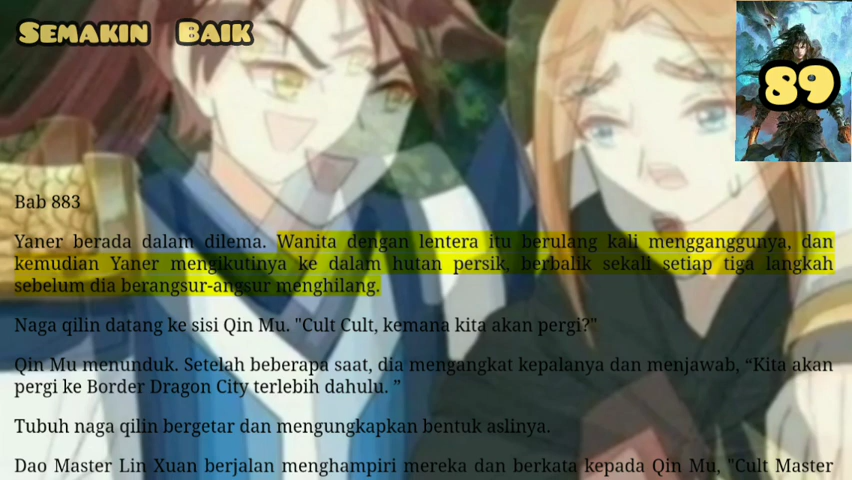 Semakin Baik
89
Bab 883
Yaner berada dalam dilema. Wanita dengan lentera itu berulang kali mengganggunya, dan
kemudian Yaner mengikutinya ke dalam hutan persik, berbalik sekali setiap tiga langkah
sebelum dia berangsur-angsur menghilang.
Naga qilin datang ke sisi Qin Mu. "Cult Cult, kemana kita akan pergi?"
Qin Mu menunduk. Setelah beberapa saat, dia mengangkat kepalanya dan menjawab, “Kita akan
pergi ke Border Dragon City terlebih dahulu. ”
Tubuh naga qilin bergetar dan mengungkapkan bentuk aslinya.
Dao Master Lin Xuan berjalan menghampiri mereka dan berkata kepada Qin Mu, "Cult Master